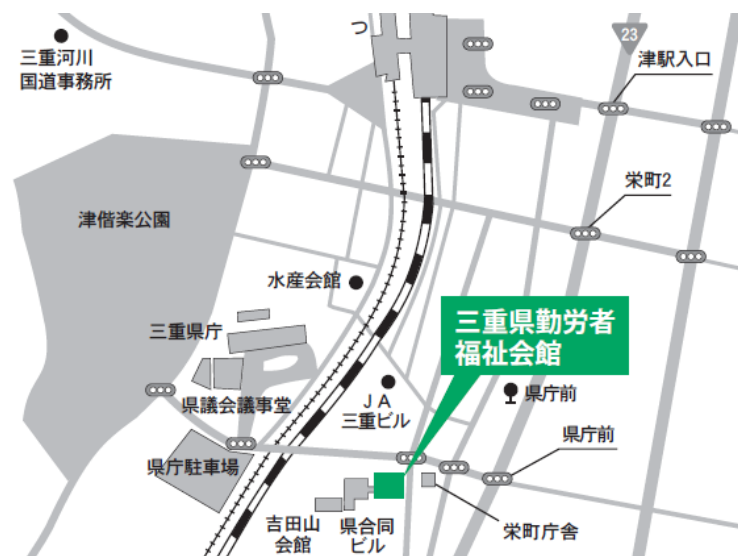 つ
23
三重河川
国道事務所
津駅入口
栄町2
津偕楽公園
水産会館
三重県庁
三重県勤労者
福祉会館
県議会議事堂
JA
三重ビル
県庁前
県庁前
県庁駐車場
吉田山
会館
県合同
ビル
栄町庁舎